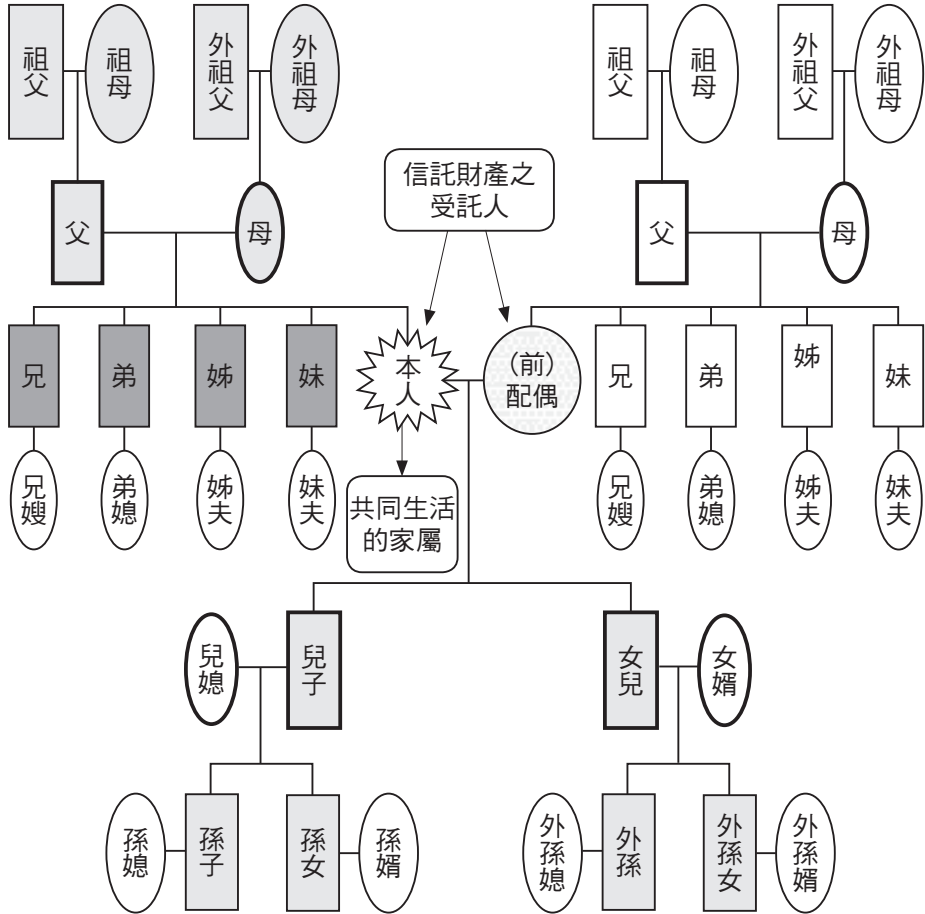 祖父
祖母
外祖父
外祖母
祖父
祖母
外祖父
外祖母
信託財產之
受託人
父
母
父
母
兄
弟
姊
妹
本人
（前）
配偶
兄
弟
姊
妹
兄嫂
弟媳
姊夫
妹夫
共同生活
的家屬
兄嫂
弟媳
姊夫
妹夫
兒媳
兒子
女兒
女婿
孫媳
孫子
孫女
孫婿
外孫媳
外孫
外孫女
外孫婿